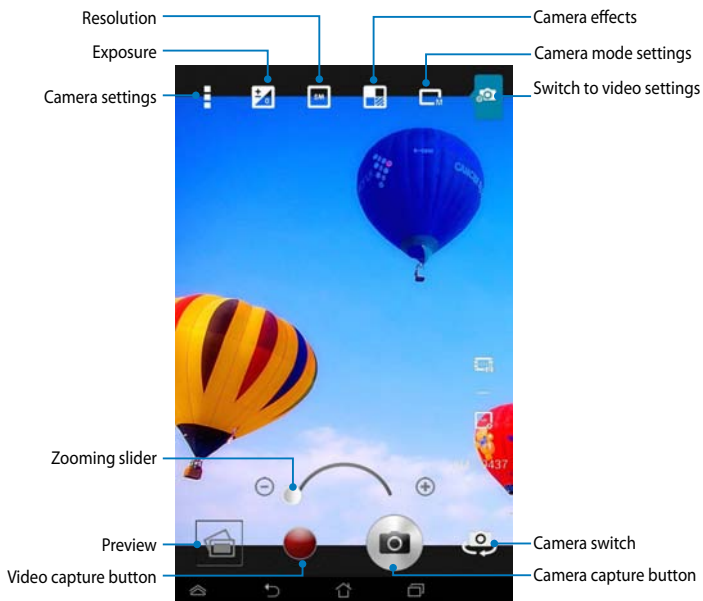 Resolution
Camera effects
Exposure
Camera mode settings
Camera settings
Switch to video settings
5M
M
Zooming slider
Preview
Camera switch
Video capture button
Camera capture button